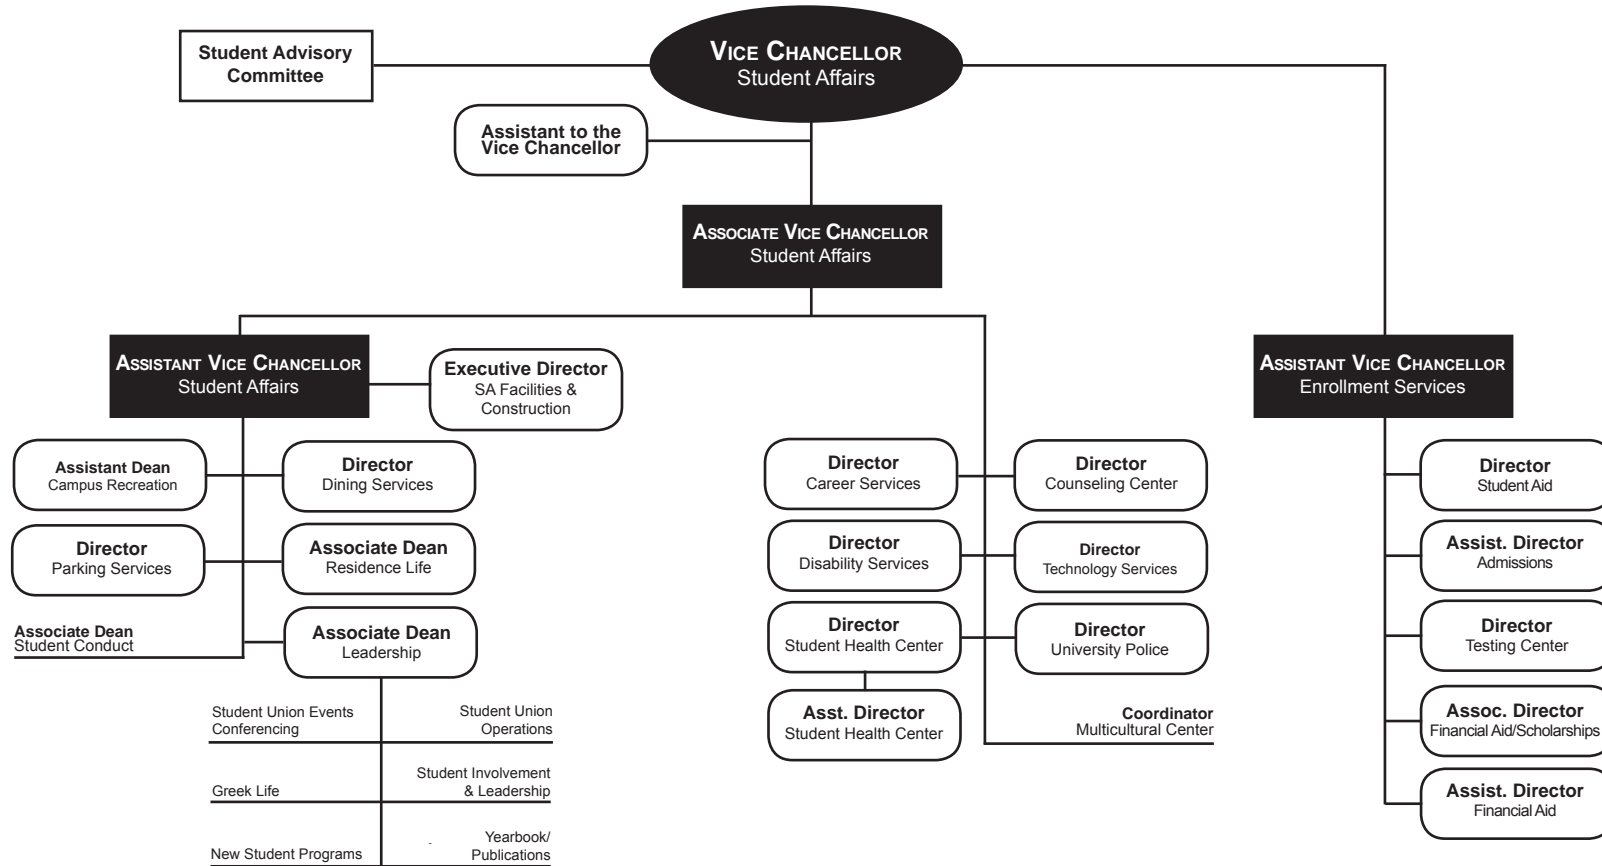 VICE CHANCELLOR
Student Affairs
Student Advisory
Committee
Assistant to the
Vice Chancellor
ASSOCIATE VICE CHANCELLOR
Student Affairs
ASSISTANT VICE CHANCELLOR
Student Affairs
Executive Director
SA Facilities &
Construction
ASSISTANT VICE CHANCELLOR
Enrollment Services
Assistant Dean
Campus Recreation
Director
Dining Services
Director
Parking Services
Associate Dean
Residence Life
Associate Dean
Student Conduct
Associate Dean
Leadership
Student Union Events
Conferencing
Student Union
Operations
Greek Life
Student Involvement
& Leadership
New Student Programs
Yearbook/
Publications
Director
Career Services
Director
Counseling Center
Director
Disability Services
Director
Technology Services
Director
Student Health Center
Director
University Police
Asst. Director
Student Health Center
Coordinator
Multicultural Center
Director
Student Aid
Assist. Director
Admissions
Director
Testing Center
Assoc. Director
Financial Aid/Scholarships
Assist. Director
Financial Aid